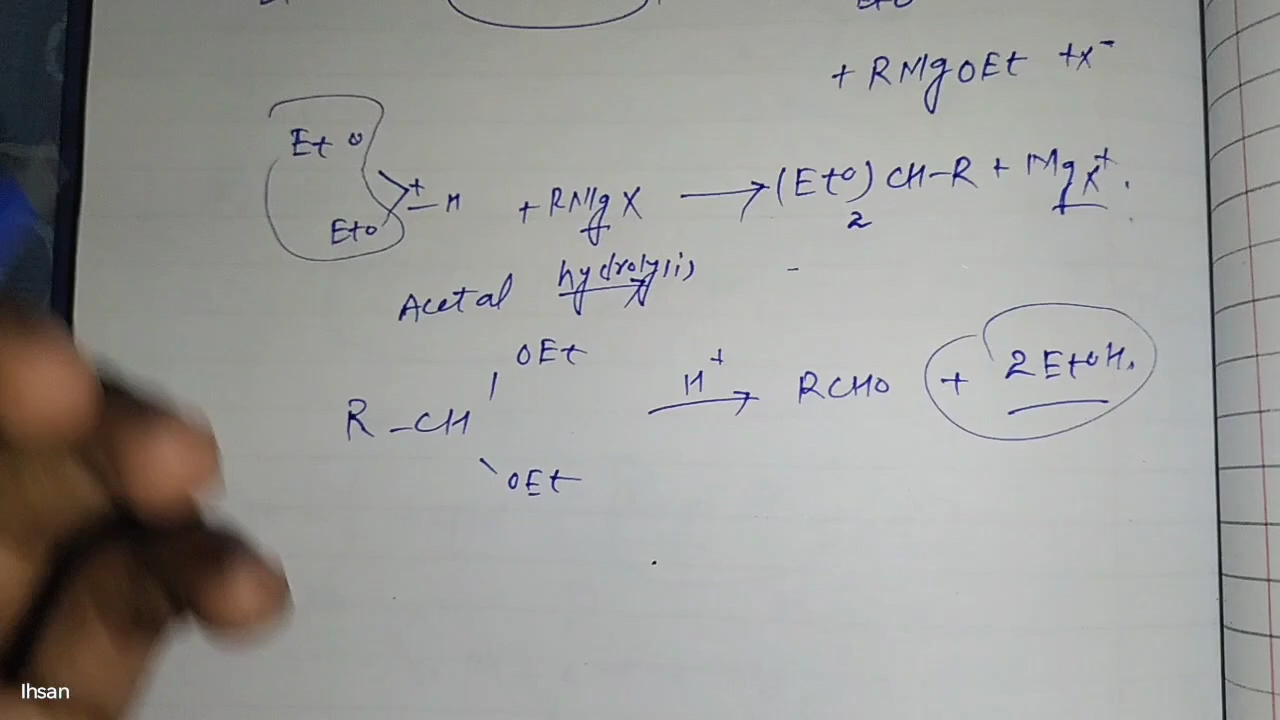 + RMgOEt + X⁻
EtO
+ - H + RMgX ⟶ (EtO)₂ CH-R + MgX⁺.
EtO
Acetal hydrolysis
OEt
R-CH H⁺⟶ RCHO + 2EtOH.
OEt
Ihsan